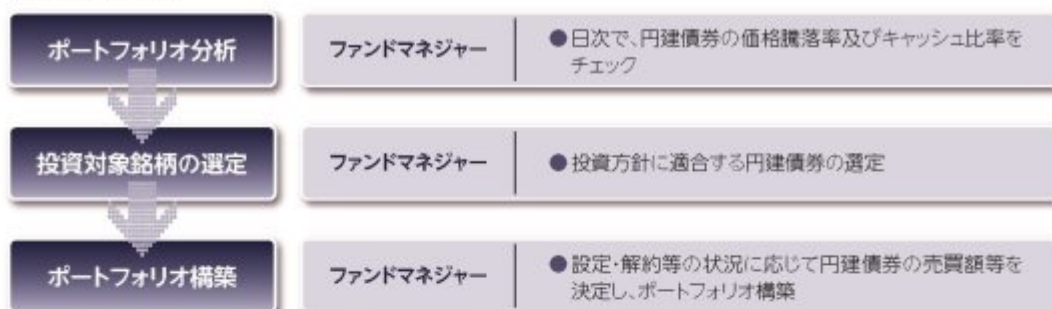 ポートフォリオ分析
ファンドマネジャー
●日次で、円建債券の価格騰落率及びキャッシュ比率を
チェック
投資対象銘柄の選定
ファンドマネジャー
●投資方針に適合する円建債券の選定
ポートフォリオ構築
ファンドマネジャー
●設定・解約等の状況に応じて円建債券の売買額等を
決定し、ポートフォリオ構築